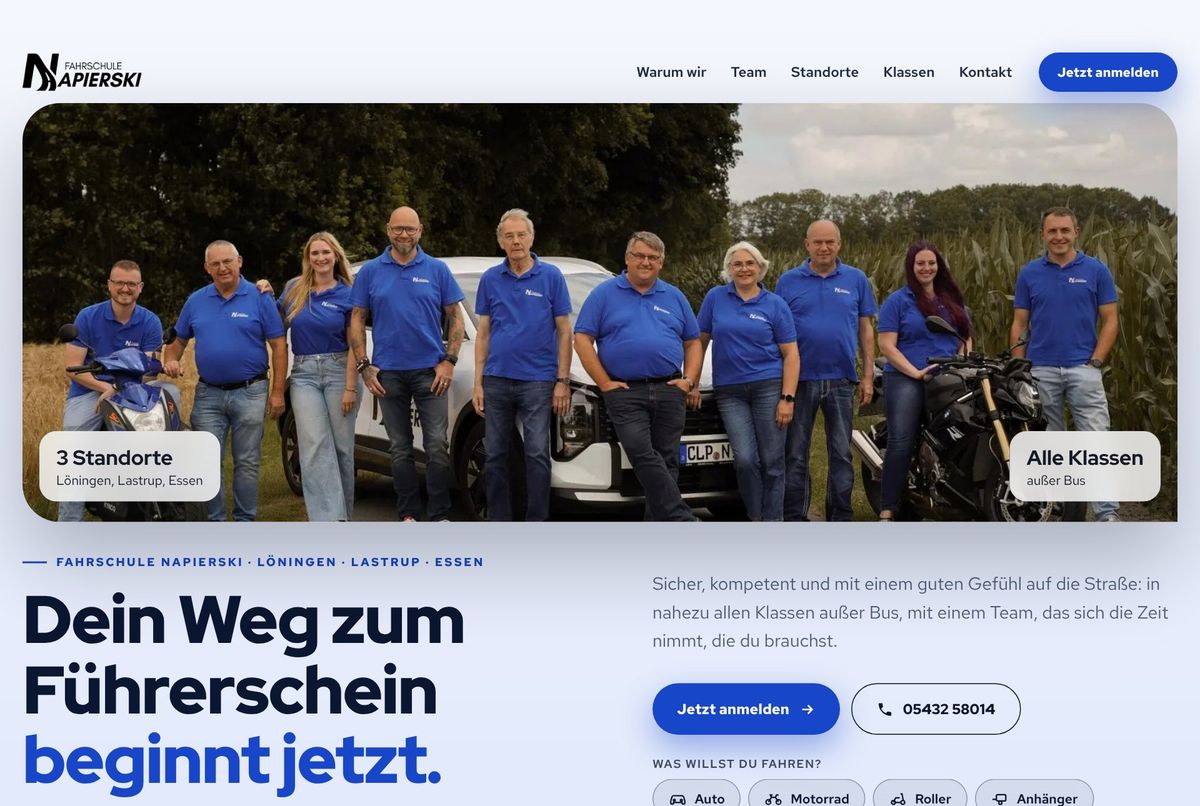 FAHRSCHULE
NAPIERSKI
Warum wir
Team
Standorte
Klassen
Kontakt
Jetzt anmelden
CLP N
3 Standorte
Löningen, Lastrup, Essen
Alle Klassen
außer Bus
FAHRSCHULE NAPIERSKI · LÖNINGEN · LASTRUP · ESSEN
Dein Weg zum
Führerschein
beginnt jetzt.
Sicher, kompetent und mit einem guten Gefühl auf die Straße: in
nahezu allen Klassen außer Bus, mit einem Team, das sich die Zeit
nimmt, die du brauchst.
Jetzt anmelden
05432 58014
WAS WILLST DU FAHREN?
Auto
Motorrad
Roller
Anhänger